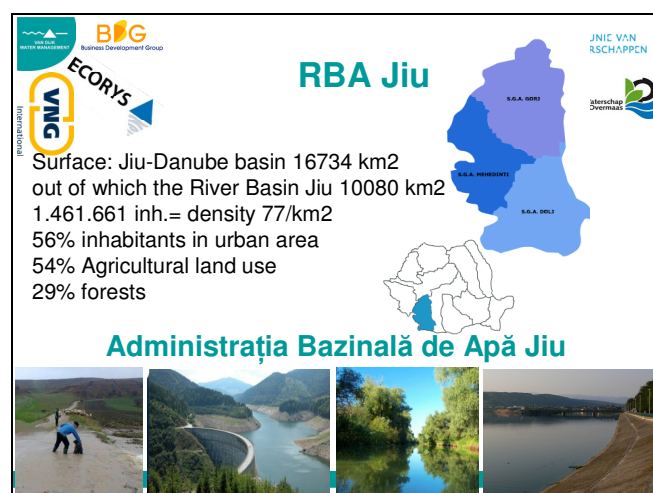 VAN DIJK
WATER MANAGEMENT
BDG
Business Development Group
ECORYS
VNG
International
RBA Jiu
UNIE VAN
RSCHAPPEN
aterschap
Overmaas
S.G.A. GORJ
S.G.A. MEHEDINTI
S.G.A. DOLJ
Surface: Jiu-Danube basin 16734 km2
out of which the River Basin Jiu 10080 km2
1.461.661 inh.= density 77/km2
56% inhabitants in urban area
54% Agricultural land use
29% forests
Administrația Bazinală de Apă Jiu